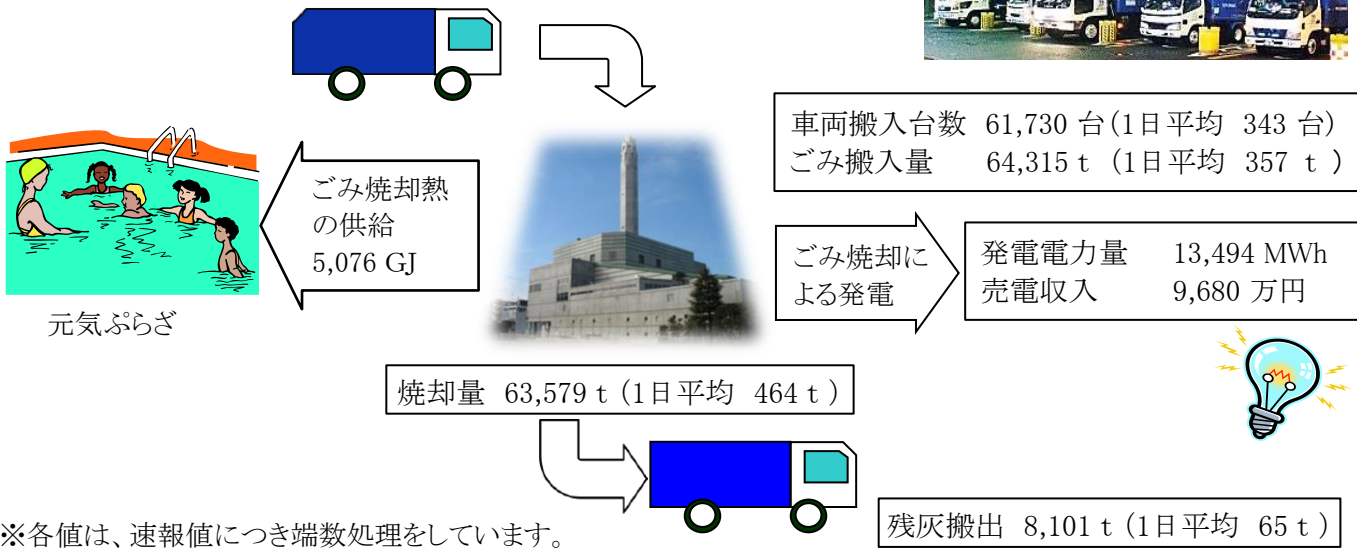 車両搬入台数 61,730 台(1日平均 343 台)
ごみ搬入量 64,315 t (1日平均 357 t )
ごみ焼却熱
の供給
5,076 GJ
元気ぷらざ
ごみ焼却に
よる発電
発電電力量 13,494 MWh
売電収入 9,680 万円
焼却量 63,579 t (1日平均 464 t )
残灰搬出 8,101 t (1日平均 65 t )
※各値は、速報値につき端数処理をしています。